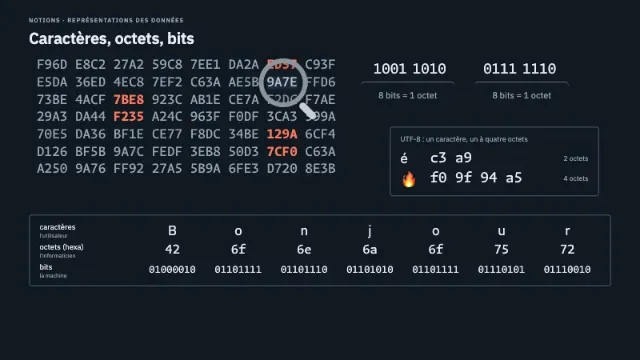 NOTIONS · REPRÉSENTATIONS DES DONNÉES
Caractères, octets, bits
F96D E8C2 27A2 59C8 7EE1 DA2A C93F
E5DA 36ED 4EC8 7EF2 C63A AE5B 9A7E FFD6
73BE 4ACF 7BE8 923C AB1E CE7A F7AE
29A3 DA44 F235 A24C 963F F0DF 3CA3
70E5 DA36 BF1E CE77 F8DC 34BE 129A 6CF4
D126 BF5B 9A7C FEDF 3EB8 50D3 7CF0 C63A
A250 9A76 FF92 27A5 5B9A 6FE3 D720 8E3B
1001 1010 0111 1110
8 bits = 1 octet 8 bits = 1 octet
UTF-8 : un caractère, un à quatre octets
é c3 a9 2 octets
🔥 f0 9f 94 a5 4 octets
caractères B o n j o u r
l'utilisateur
octets (hexa) 42 6f 6e 6a 6f 75 72
l'informaticien
bits 01000010 01101111 01101110 01101010 01101111 01110101 01110010
la machine